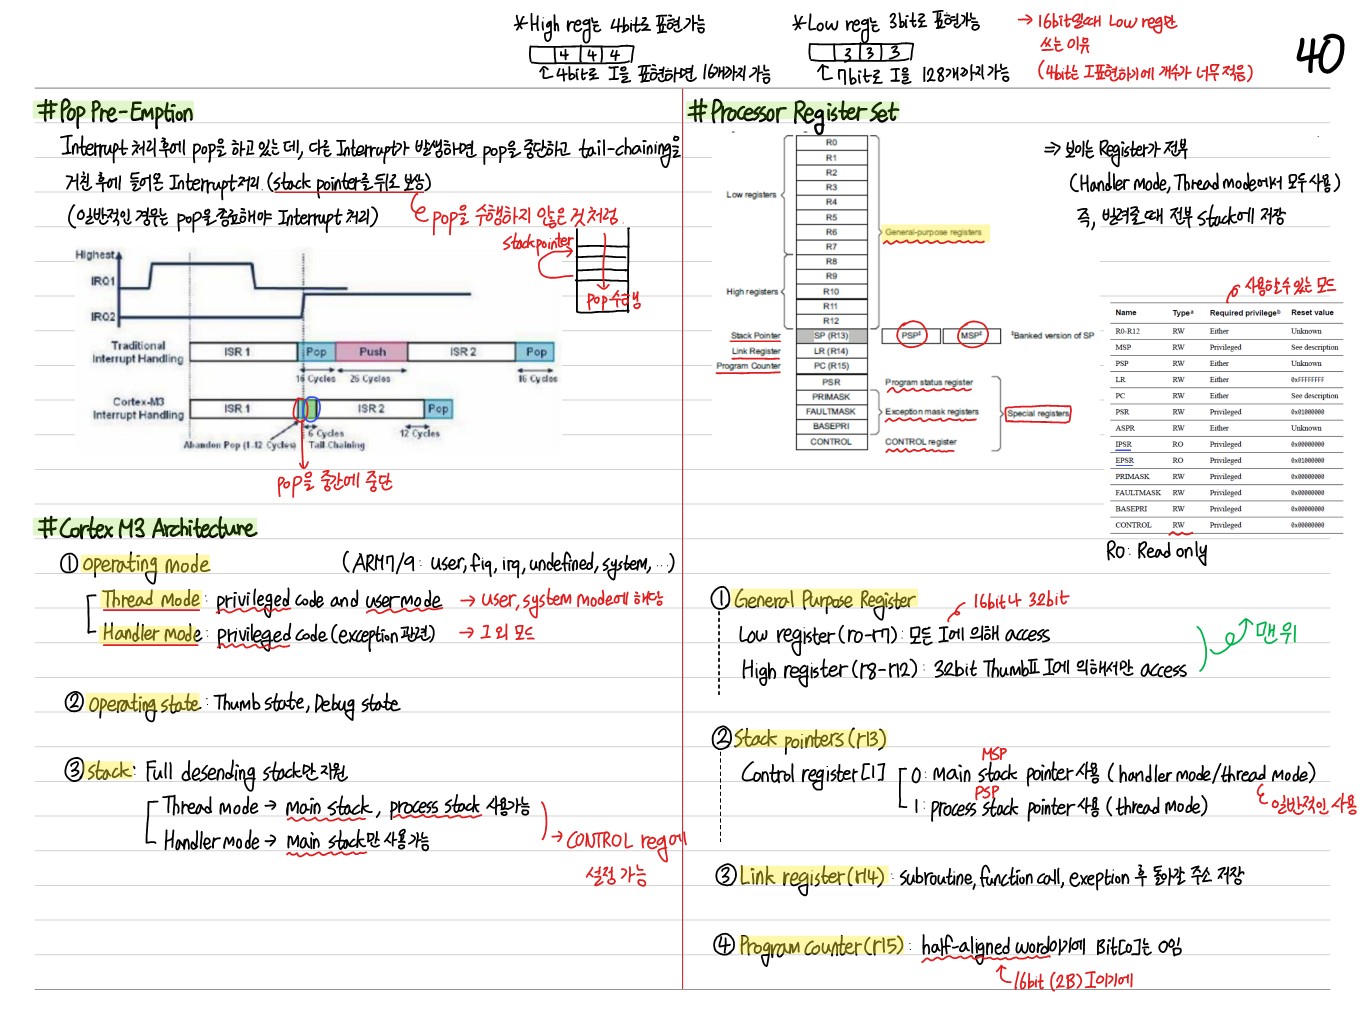 *High reg는 4bit로 표현가능
4 4 4
4bit로 I을 표현하면 16개까지 가능
*Low reg는 3bit로 표현가능
3 3 3
7bit로 I을 128개까지 가능
→ 16bit일때 Low reg만
쓰는 이유
(4bit는 I표현하기에 개수가 너무 적음)
40
# Pop Pre-Emption
Interrupt 처리 후에 pop을 하고 있는 데, 다른 Interrupt가 발생하면 pop을 중단하고 tail-chaining을
거친 후에 들어온 Interrupt처리. (stack pointer를 뒤로 보상)
(일반적인 경우는 pop을 종료해야 Interrupt 처리)
pop을 수행하지 않은 것 처럼
stack pointer
pop 수행
Highest
IRQ1
IRQ2
Traditional
Interrupt Handling
ISR 1
Pop
Push
ISR 2
Pop
16 Cycles
26 Cycles
16 Cycles
Cortex-M3
Interrupt Handling
ISR 1
ISR 2
Pop
Abandon Pop (1-12 Cycles)
6 Cycles
Tail-Chaining
12 Cycles
pop을 중간에 중단
# Cortex M3 Architecture
① operating mode
(ARM7/9: user, fiq, irq, undefined, system, …)
Thread mode: privileged code and user mode → user, system mode에 해당
Handler mode: privileged code (exception 관련) → I 외 모드
② operating state: Thumb state, Debug state
③ stack: Full desending stack만 지원
Thread mode → main stack, process stack 사용가능
Handler mode → main stack만 사용가능
→ CONTROL reg에
설정 가능
# Processor Register Set
R0
R1
R2
R3
R4
R5
R6
R7
R8
R9
R10
R11
R12
SP (R13)
LR (R14)
PC (R15)
PSR
PRIMASK
FAULTMASK
BASEPRI
CONTROL
Low registers
High registers
Stack Pointer
Link Register
Program Counter
General-purpose registers
PSP‡
MSP‡
‡Banked version of SP
Program status register
Exception mask registers
CONTROL register
Special registers
⇒ 보이는 Register가 전부
(Handler mode, Thread mode에서 모두 사용)
즉, 빌려쓸 때 전부 stack에 저장
사용할 수 있는 모드
Name Typeᵃ Required privilegeᵇ Reset value
R0-R12 RW Either Unknown
MSP RW Privileged See description
PSP RW Either Unknown
LR RW Either 0xFFFFFFFF
PC RW Either See description
PSR RW Privileged 0x01000000
ASPR RW Either Unknown
IPSR RO Privileged 0x00000000
EPSR RO Privileged 0x01000000
PRIMASK RW Privileged 0x00000000
FAULTMASK RW Privileged 0x00000000
BASEPRI RW Privileged 0x00000000
CONTROL RW Privileged 0x00000000
RO: Read only
① General Purpose Register
16bit나 32bit
Low register (r0-r7): 모든 I에 의해 access
High register (r8-r12): 32bit ThumbⅡ I에 의해서만 access
맨 위
② Stack pointers (r13)
MSP
Control register[1] 0: Main stack pointer 사용 (handler mode/thread mode)
PSP
1: process stack pointer 사용 (thread mode)
일반적인 사용
③ Link register (r14): subroutine, function call, exeption 후 돌아갈 주소 저장
④ Program counter (r15): half-aligned word이기에 Bit[0]는 0임
16bit (2B) I이기에